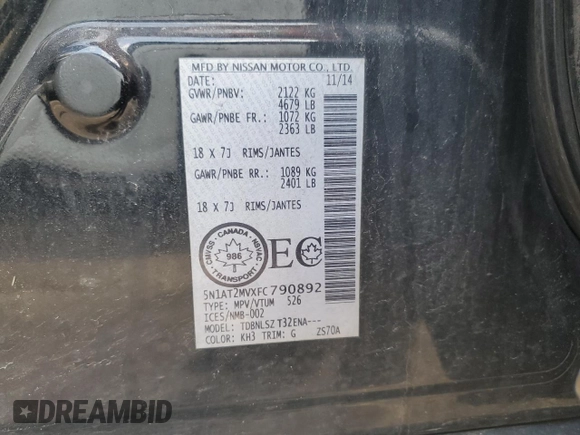 MFD BY NISSAN MOTOR CO., LTD.
DATE: 11/14
GVWR/PNBV: 2122 KG
4679 LB
GAWR/PNBE FR.: 1072 KG
2363 LB
18 X 7J RIMS/JANTES
GAWR/PNBE RR.: 1089 KG
2401 LB
18 X 7J RIMS/JANTES
CMVSS · CANADA · NSVAC
986
TRANSPORT
EC
5N1AT2MVXFC790892
TYPE: MPV/VTUM 526
ICES/NMB-002
MODEL: TDBNLSZ T32ENA---
COLOR: KH3 TRIM: G ZS70A
DREAMBID